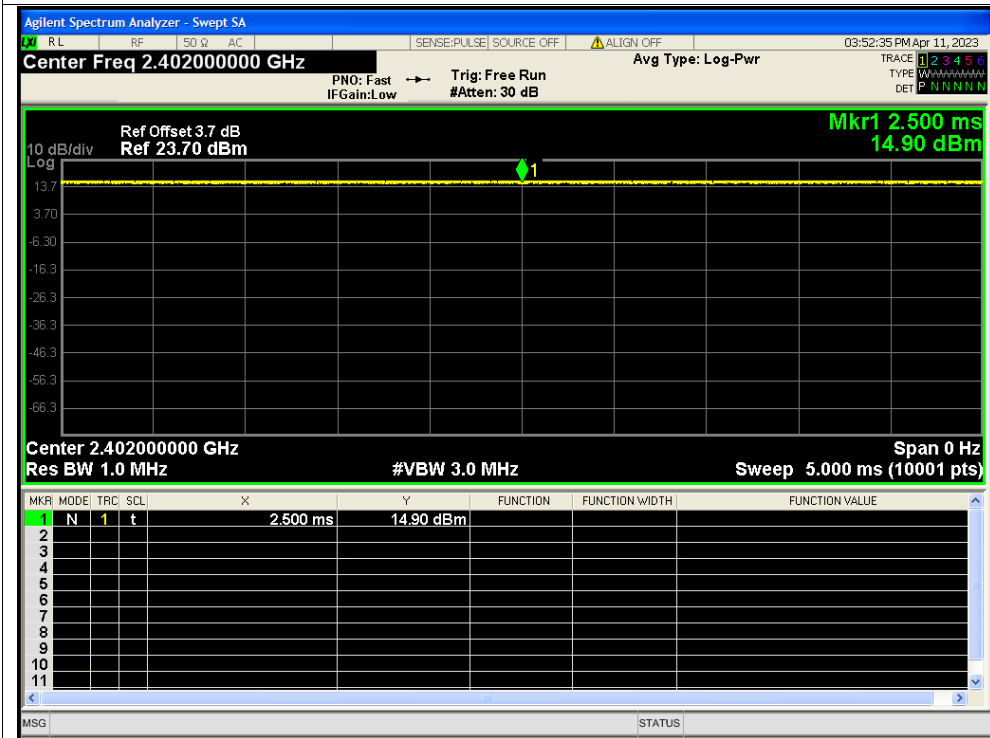 Agilent Spectrum Analyzer - Swept SA
LXI RL RF 50 Ω AC SENSE:PULSE SOURCE OFF ALIGN OFF 03:52:35 PM Apr 11, 2023
Center Freq 2.402000000 GHz Avg Type: Log-Pwr TRACE 1 2 3 4 5 6
PNO: Fast Trig: Free Run TYPE W
IFGain:Low #Atten: 30 dB DET P N N N N N
Mkr1 2.500 ms
Ref Offset 3.7 dB
10 dB/div Ref 23.70 dBm 14.90 dBm
Log
1
13.7
3.70
-6.30
-16.3
-26.3
-36.3
-46.3
-56.3
-66.3
Center 2.402000000 GHz Span 0 Hz
Res BW 1.0 MHz #VBW 3.0 MHz Sweep 5.000 ms (10001 pts)
MKR MODE TRC SCL X Y FUNCTION FUNCTION WIDTH FUNCTION VALUE
1 N 1 t 2.500 ms 14.90 dBm
2
3
4
5
6
7
8
9
10
11
MSG STATUS